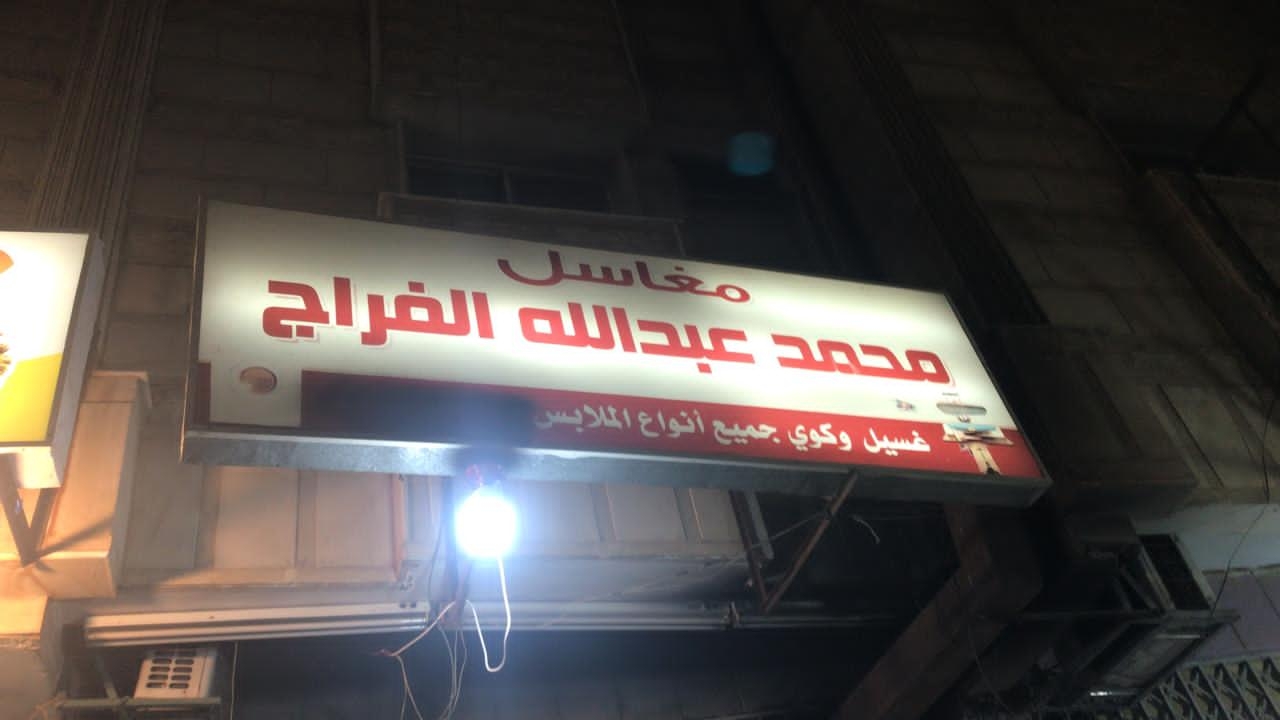 مغاسل
محمد عبدالله الفراج
غسيل وكوي جميع أنواع الملابس